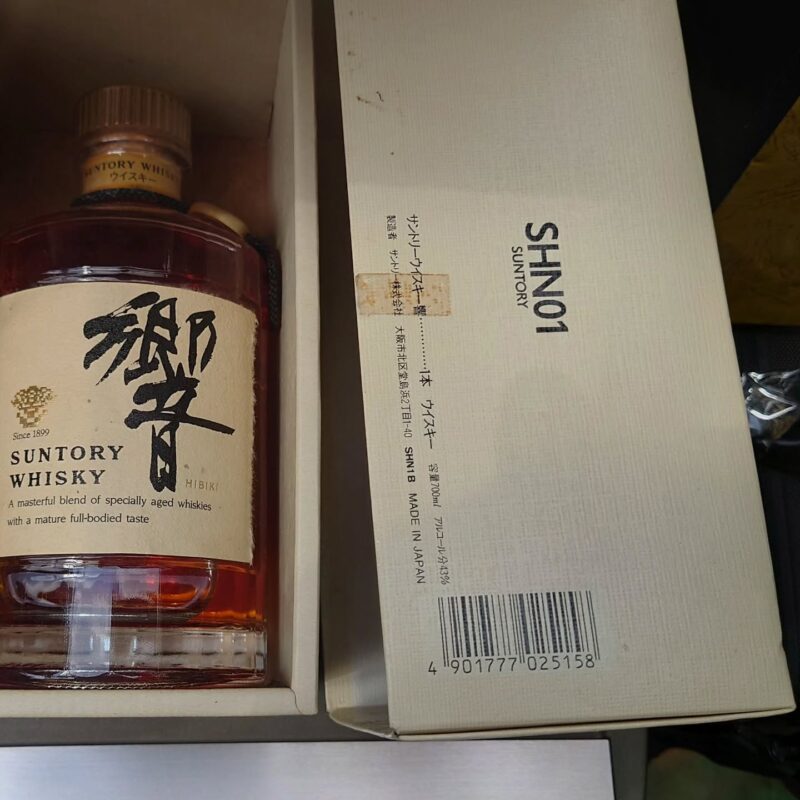 SUNTORY WHISKY
ウイスキー
響
Since 1899
SUNTORY
WHISKY
HIBIKI
A masterful blend of specially aged whiskies
with a mature full-bodied taste
SHN01
SUNTORY
サントリーウイスキー 響…………1本 ウイスキー 容量700ml アルコール分43%
製造者 サントリー株式会社 大阪市北区堂島浜2丁目1-40 SHN1B MADE IN JAPAN
4 901777 025158